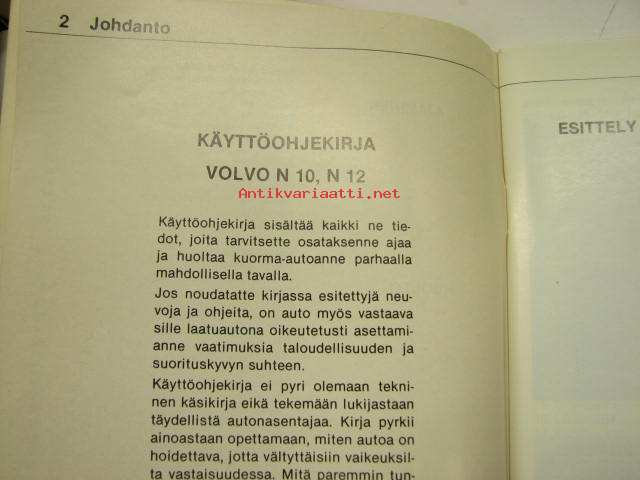 2 Johdanto
KÄYTTÖOHJEKIRJA
VOLVO N 10, N 12
Antikvariaatti.net
Käyttöohjekirja sisältää kaikki ne tie-
dot, joita tarvitsette osataksenne ajaa
ja huoltaa kuorma-autoanne parhaalla
mahdollisella tavalla.
Jos noudatatte kirjassa esitettyjä neu-
voja ja ohjeita, on auto myös vastaava
sille laatuautona oikeutetusti asettami-
anne vaatimuksia taloudellisuuden ja
suorituskyvyn suhteen.
Käyttöohjekirja ei pyri olemaan tekni-
nen käsikirja eikä tekemään lukijastaan
täydellistä autonasentajaa. Kirja pyrkii
ainoastaan opettamaan, miten autoa on
hoidettava, jotta vältyttäisiin vaikeuksil-
ta vastaisuudessa. Mitä paremmin tun-
ESITTELY